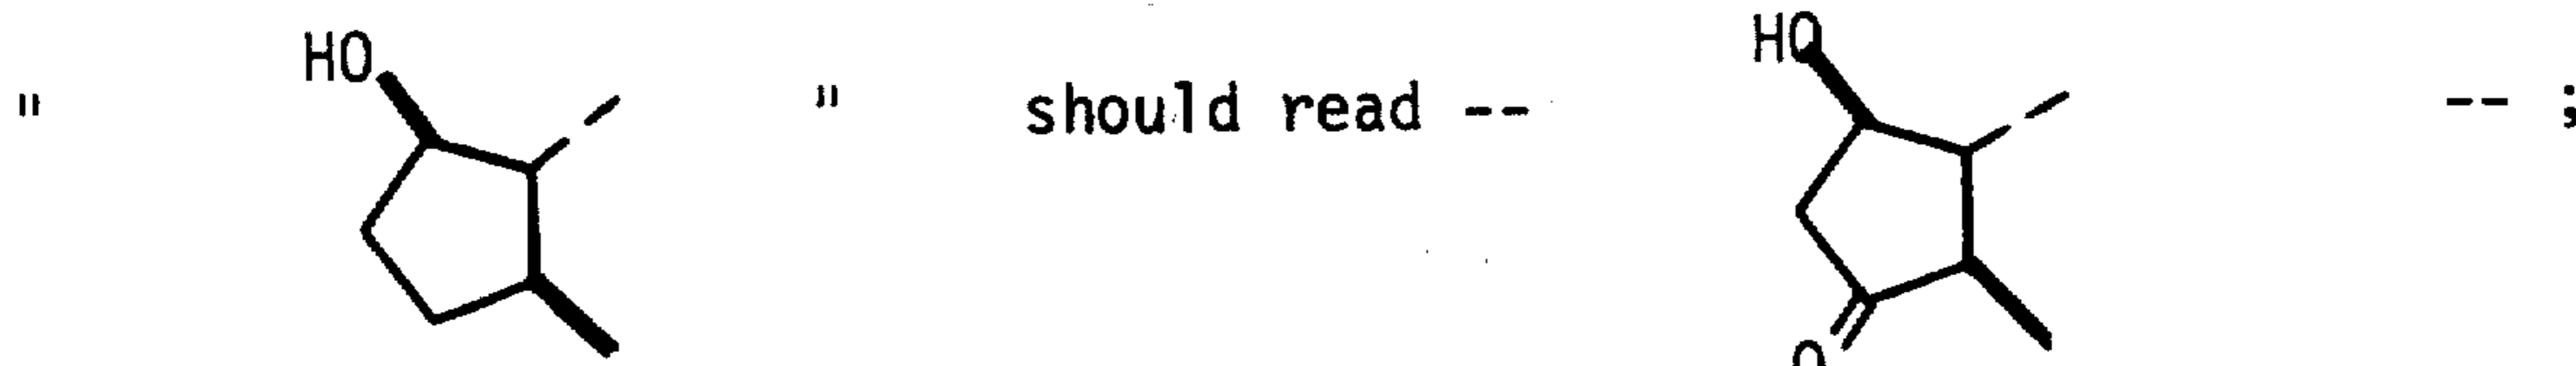 HO HO
" " should read -- -- ;
O